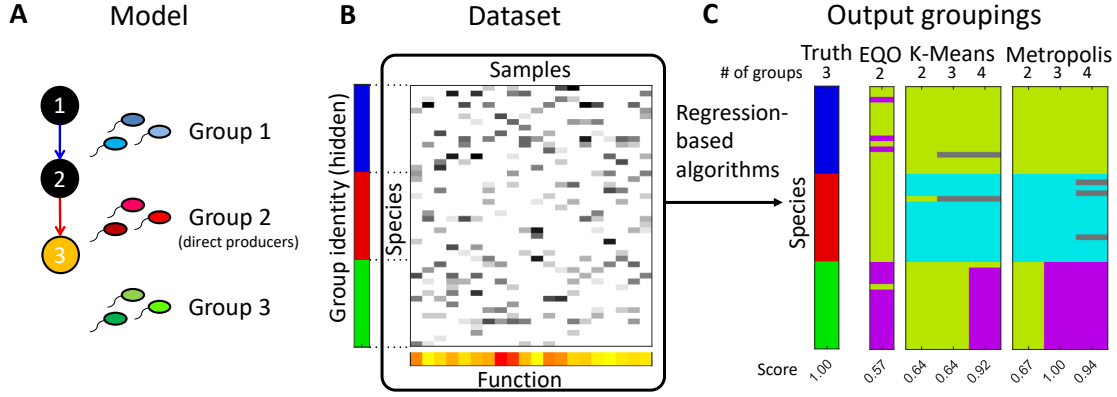 A
Model
1
2
3
Group 1
Group 2
(direct producers)
Group 3
B
Dataset
Samples
Group identity (hidden)
Species
Function
Regression-
based
algorithms
C
Output groupings
Truth EQO K-Means Metropolis
# of groups 3 2 2 3 4 2 3 4
Species
Score 1.00 0.57 0.64 0.64 0.92 0.67 1.00 0.94